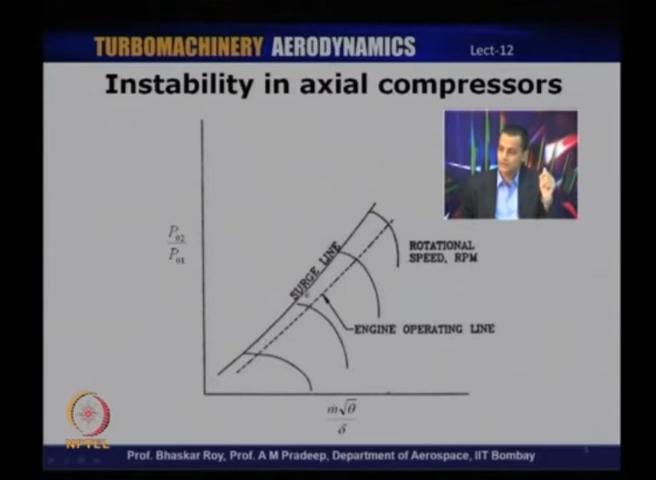 TURBOMACHINERY AERODYNAMICS Lect-12
Instability in axial compressors
P02
P01
SURGE LINE
ROTATIONAL
SPEED, RPM
ENGINE OPERATING LINE
ṁ√θ
δ
NPTEL
Prof. Bhaskar Roy, Prof. A M Pradeep, Department of Aerospace, IIT Bombay